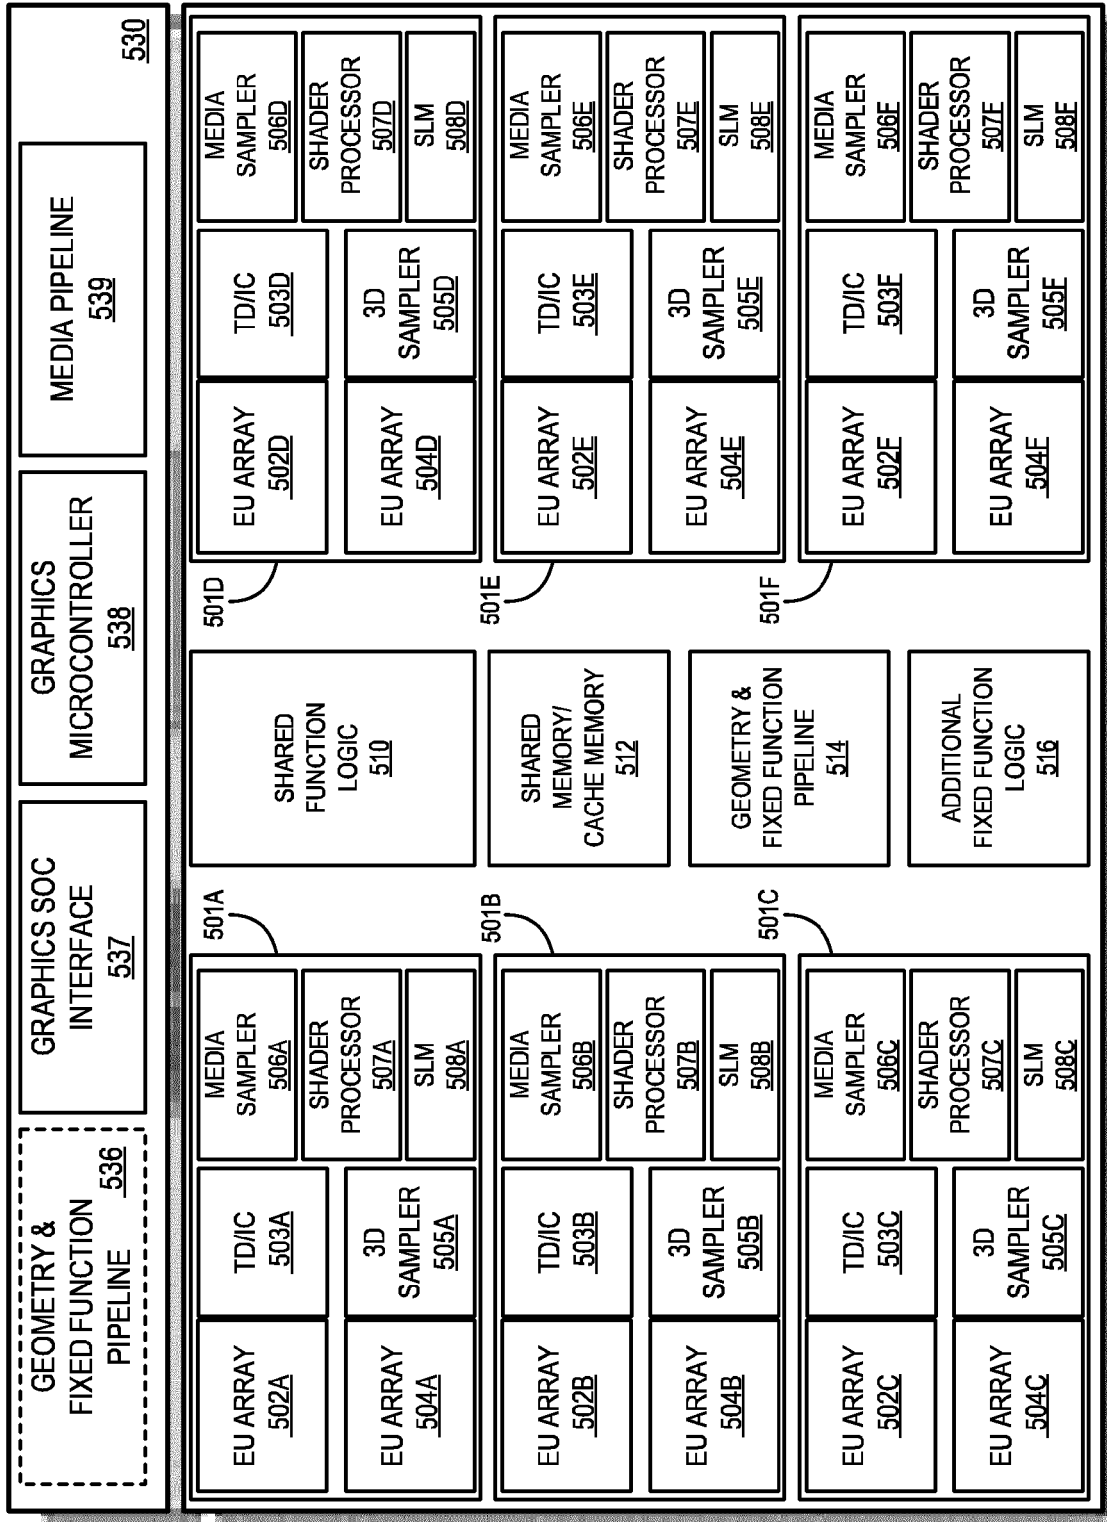 GEOMETRY &
FIXED FUNCTION
PIPELINE
536
GRAPHICS SOC
INTERFACE
537
GRAPHICS
MICROCONTROLLER
538
MEDIA PIPELINE
539
530
EU ARRAY
502A
TD/IC
503A
MEDIA
SAMPLER
506A
SHADER
PROCESSOR
507A
EU ARRAY
504A
3D
SAMPLER
505A
SLM
508A
501A
SHARED
FUNCTION
LOGIC
510
501D
EU ARRAY
502D
TD/IC
503D
MEDIA
SAMPLER
506D
SHADER
PROCESSOR
507D
EU ARRAY
504D
3D
SAMPLER
505D
SLM
508D
EU ARRAY
502B
TD/IC
503B
MEDIA
SAMPLER
506B
SHADER
PROCESSOR
507B
EU ARRAY
504B
3D
SAMPLER
505B
SLM
508B
501B
SHARED
MEMORY/
CACHE MEMORY
512
501E
EU ARRAY
502E
TD/IC
503E
MEDIA
SAMPLER
506E
SHADER
PROCESSOR
507E
EU ARRAY
504E
3D
SAMPLER
505E
SLM
508E
GEOMETRY &
FIXED FUNCTION
PIPELINE
514
EU ARRAY
502C
TD/IC
503C
MEDIA
SAMPLER
506C
SHADER
PROCESSOR
507C
EU ARRAY
504C
3D
SAMPLER
505C
SLM
508C
501C
ADDITIONAL
FIXED FUNCTION
LOGIC
516
501F
EU ARRAY
502F
TD/IC
503F
MEDIA
SAMPLER
506F
SHADER
PROCESSOR
507F
EU ARRAY
504F
3D
SAMPLER
505F
SLM
508F